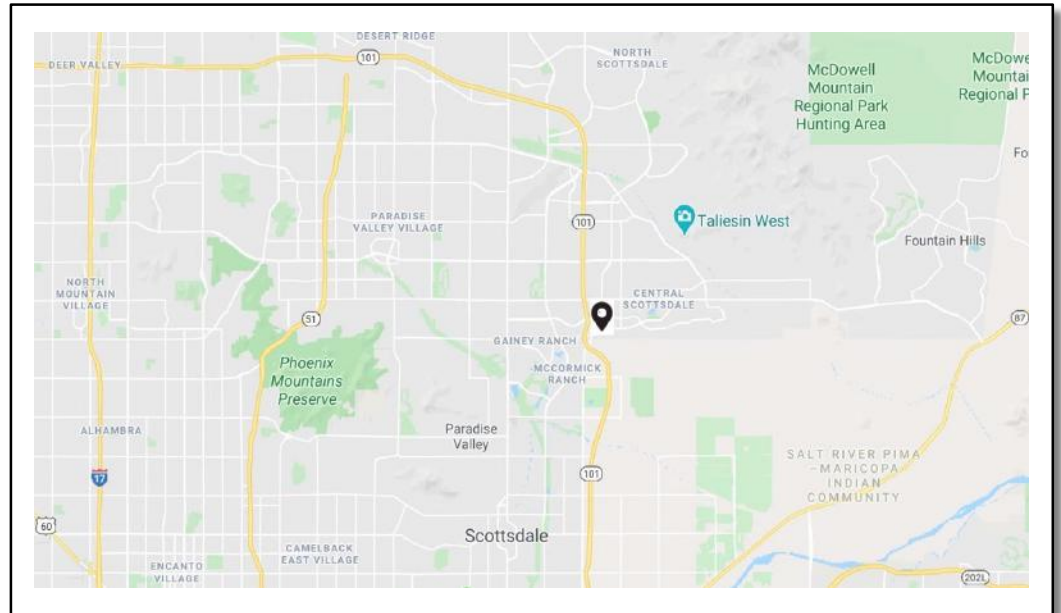 DESERT RIDGE
101
DEER VALLEY
NORTH
SCOTTSDALE
McDowell
Mountain
Regional Park
Hunting Area
McDowe
Mountai
Regional P
Fo
PARADISE
VALLEY VILLAGE
101
Taliesin West
Fountain Hills
NORTH
MOUNTAIN
VILLAGE
CENTRAL
SCOTTSDALE
51
87
GAINEY RANCH
Phoenix
Mountains
Preserve
MCCORMICK
RANCH
ALHAMBRA
Paradise
Valley
SALT RIVER PIMA
-MARICOPA
INDIAN
COMMUNITY
17
101
60
Scottsdale
CAMELBACK
EAST VILLAGE
ENCANTO
VILLAGE
202L